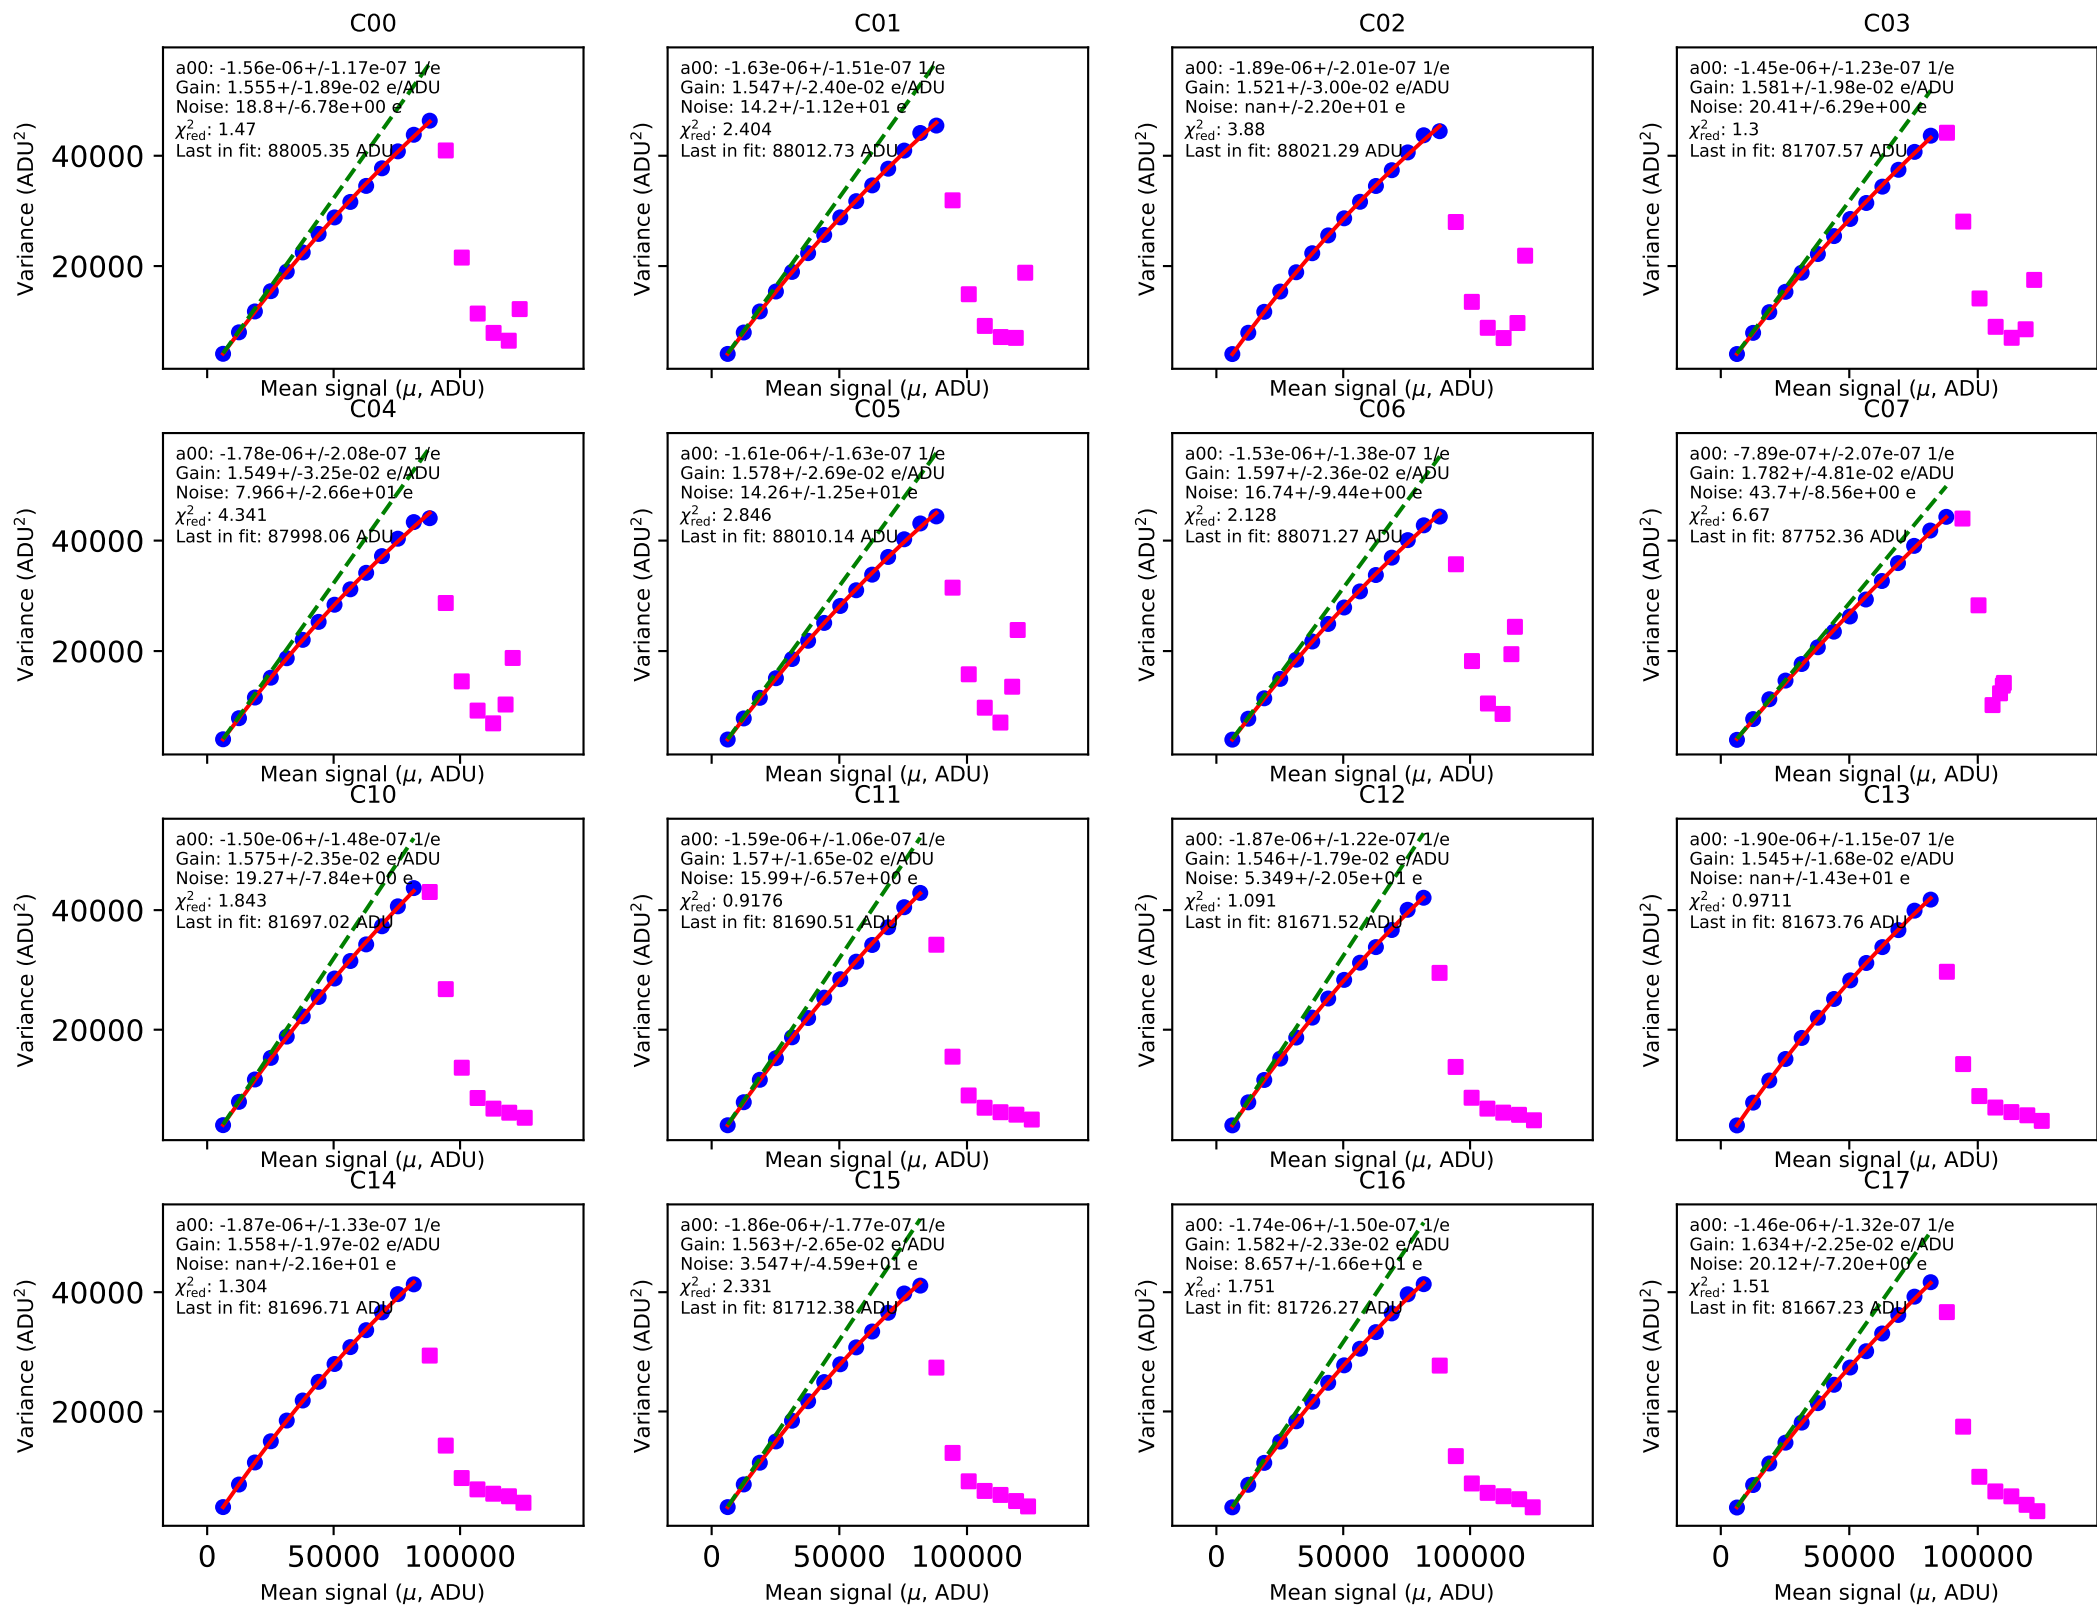 C00
a00: -1.56e-06+/-1.17e-07 1/e
Gain: 1.555+/-1.89e-02 e/ADU
Noise: 18.8+/-6.78e+00 e
χ²red: 1.47
Last in fit: 88005.35 ADU
40000
20000
Variance (ADU²)
Mean signal (μ, ADU)
C01
a00: -1.63e-06+/-1.51e-07 1/e
Gain: 1.547+/-2.40e-02 e/ADU
Noise: 14.2+/-1.12e+01 e
χ²red: 2.404
Last in fit: 88012.73 ADU
Variance (ADU²)
Mean signal (μ, ADU)
C02
a00: -1.89e-06+/-2.01e-07 1/e
Gain: 1.521+/-3.00e-02 e/ADU
Noise: nan+/-2.20e+01 e
χ²red: 3.88
Last in fit: 88021.29 ADU
Variance (ADU²)
Mean signal (μ, ADU)
C03
a00: -1.45e-06+/-1.23e-07 1/e
Gain: 1.581+/-1.98e-02 e/ADU
Noise: 20.41+/-6.29e+00 e
χ²red: 1.3
Last in fit: 81707.57 ADU
Variance (ADU²)
Mean signal (μ, ADU)
C04
a00: -1.78e-06+/-2.08e-07 1/e
Gain: 1.549+/-3.25e-02 e/ADU
Noise: 7.966+/-2.66e+01 e
χ²red: 4.341
Last in fit: 87998.06 ADU
40000
20000
Variance (ADU²)
Mean signal (μ, ADU)
C05
a00: -1.61e-06+/-1.63e-07 1/e
Gain: 1.578+/-2.69e-02 e/ADU
Noise: 14.26+/-1.25e+01 e
χ²red: 2.846
Last in fit: 88010.14 ADU
Variance (ADU²)
Mean signal (μ, ADU)
C06
a00: -1.53e-06+/-1.38e-07 1/e
Gain: 1.597+/-2.36e-02 e/ADU
Noise: 16.74+/-9.44e+00 e
χ²red: 2.128
Last in fit: 88071.27 ADU
Variance (ADU²)
Mean signal (μ, ADU)
C07
a00: -7.89e-07+/-2.07e-07 1/e
Gain: 1.782+/-4.81e-02 e/ADU
Noise: 43.7+/-8.56e+00 e
χ²red: 6.67
Last in fit: 87752.36 ADU
Variance (ADU²)
Mean signal (μ, ADU)
C10
a00: -1.50e-06+/-1.48e-07 1/e
Gain: 1.575+/-2.35e-02 e/ADU
Noise: 19.27+/-7.84e+00 e
χ²red: 1.843
Last in fit: 81697.02 ADU
40000
20000
Variance (ADU²)
Mean signal (μ, ADU)
C11
a00: -1.59e-06+/-1.06e-07 1/e
Gain: 1.57+/-1.65e-02 e/ADU
Noise: 15.99+/-6.57e+00 e
χ²red: 0.9176
Last in fit: 81690.51 ADU
Variance (ADU²)
Mean signal (μ, ADU)
C12
a00: -1.87e-06+/-1.22e-07 1/e
Gain: 1.546+/-1.79e-02 e/ADU
Noise: 5.349+/-2.05e+01 e
χ²red: 1.091
Last in fit: 81671.52 ADU
Variance (ADU²)
Mean signal (μ, ADU)
C13
a00: -1.90e-06+/-1.15e-07 1/e
Gain: 1.545+/-1.68e-02 e/ADU
Noise: nan+/-1.43e+01 e
χ²red: 0.9711
Last in fit: 81673.76 ADU
Variance (ADU²)
Mean signal (μ, ADU)
C14
a00: -1.87e-06+/-1.33e-07 1/e
Gain: 1.558+/-1.97e-02 e/ADU
Noise: nan+/-2.16e+01 e
χ²red: 1.304
Last in fit: 81696.71 ADU
40000
20000
Variance (ADU²)
0 50000 100000
Mean signal (μ, ADU)
C15
a00: -1.86e-06+/-1.77e-07 1/e
Gain: 1.563+/-2.65e-02 e/ADU
Noise: 3.547+/-4.59e+01 e
χ²red: 2.331
Last in fit: 81712.38 ADU
Variance (ADU²)
0 50000 100000
Mean signal (μ, ADU)
C16
a00: -1.74e-06+/-1.50e-07 1/e
Gain: 1.582+/-2.33e-02 e/ADU
Noise: 8.657+/-1.66e+01 e
χ²red: 1.751
Last in fit: 81726.27 ADU
Variance (ADU²)
0 50000 100000
Mean signal (μ, ADU)
C17
a00: -1.46e-06+/-1.32e-07 1/e
Gain: 1.634+/-2.25e-02 e/ADU
Noise: 20.12+/-7.20e+00 e
χ²red: 1.51
Last in fit: 81667.23 ADU
Variance (ADU²)
0 50000 100000
Mean signal (μ, ADU)